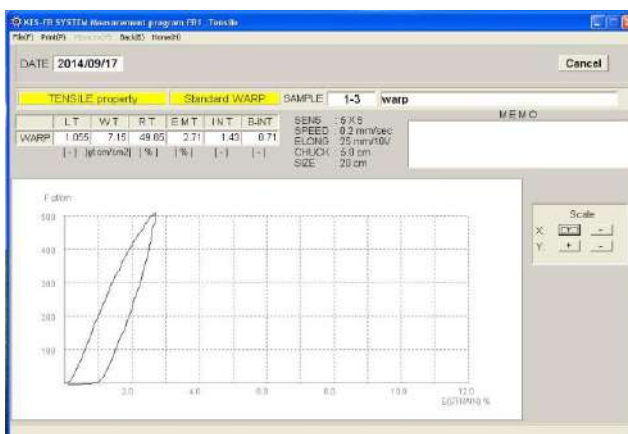 KES-FB SYSTEM Measurement program FB1 : Tensile
File(F) Print(P) Back(B) Home(H)
DATE 2014/09/17 Cancel
TENSILE property Standard WARP SAMPLE 1-3 warp
LT WT RT EMT INT B-INT
WARP 1.055 7.15 49.65 2.71 1.43 0.71
[-] [gf.cm/cm2] [%] [%] [-] [-]
SENS : 5 X 5
SPEED : 0.2 mm/sec
ELONG : 25 mm/10V
CHUCK : 5.0 cm
SIZE : 20 cm
MEMO
F gf/cm
500
400
300
200
100
2.0 4.0 6.0 8.0 10.0 12.0
E(STRAIN) %
Scale
X: + -
Y: + -